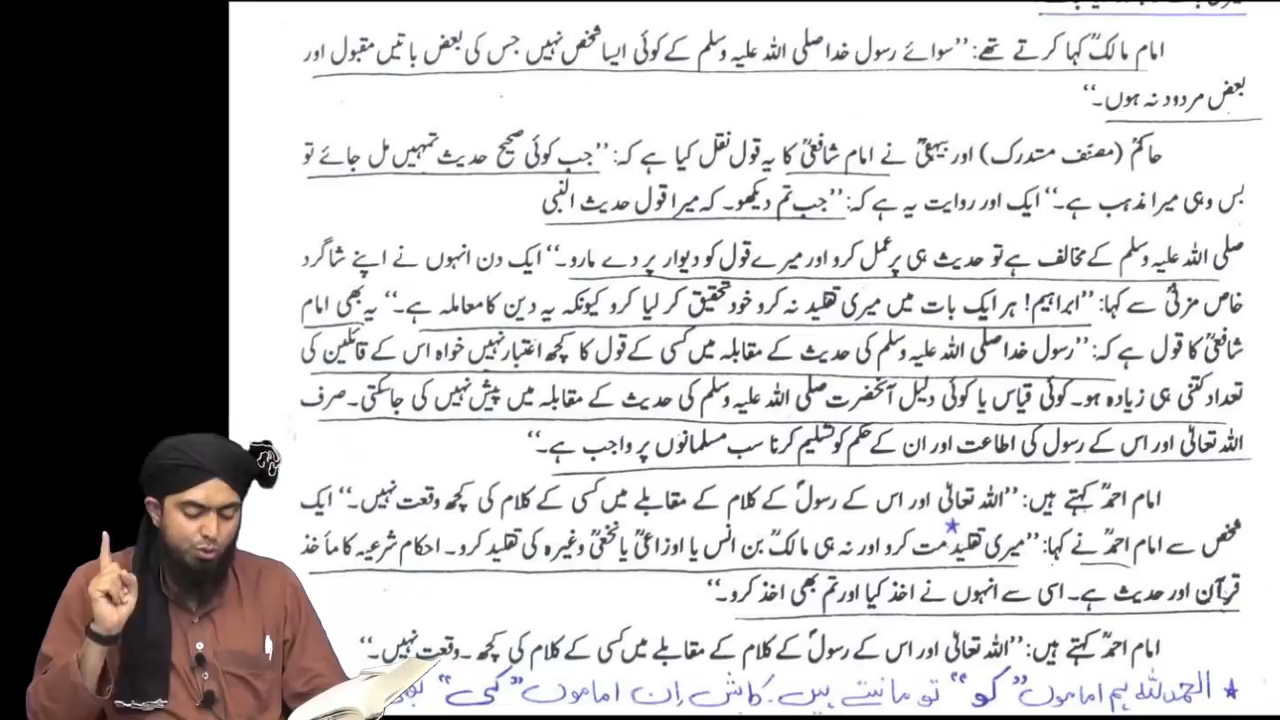 امام مالکؒ کہا کرتے تھے: ’’سوائے رسول خدا صلی اللہ علیہ وسلم کے کوئی ایسا شخص نہیں جس کی بعض باتیں مقبول اور
بعض مردود نہ ہوں۔‘‘
حاکمؒ (مصنف مستدرک) اور بیہقیؒ نے امام شافعیؒ کا یہ قول نقل کیا ہے کہ: ’’جب کوئی صحیح حدیث تمہیں مل جائے تو
بس وہی میرا مذہب ہے۔‘‘ ایک اور روایت یہ ہے کہ: ’’جب تم دیکھو۔ کہ میرا قول حدیث النبی
صلی اللہ علیہ وسلم کے مخالف ہے تو حدیث ہی پر عمل کرو اور میرے قول کو دیوار پر دے مارو۔‘‘ ایک دن انہوں نے اپنے شاگرد
خاص مزنیؒ سے کہا: ’’ابراہیم! ہر ایک بات میں میری تقلید نہ کرو خود تحقیق کر لیا کرو کیونکہ یہ دین کا معاملہ ہے۔‘‘ یہ بھی امام
شافعیؒ کا قول ہے کہ: ’’رسول خدا صلی اللہ علیہ وسلم کی حدیث کے مقابلہ میں کسی کے قول کا کچھ اعتبار نہیں خواہ اس کے قائلین کی
تعداد کتنی ہی زیادہ ہو۔ کوئی قیاس یا کوئی دلیل آنحضرت صلی اللہ علیہ وسلم کی حدیث کے مقابلہ میں پیش نہیں کی جاسکتی۔ صرف
اللہ تعالیٰ اور اس کے رسول کی اطاعت اور ان کے حکم کو تسلیم کرنا سب مسلمانوں پر واجب ہے۔‘‘
امام احمدؒ کہتے ہیں: ’’اللہ تعالیٰ اور اس کے رسولؐ کے کلام کے مقابلے میں کسی کے کلام کی کچھ وقعت نہیں۔‘‘ ایک
شخص سے امام احمدؒ نے کہا: ’’میری تقلید* مت کرو اور نہ ہی مالکؒ بن انس یا اوزاعیؒ یا نخعیؒ وغیرہ کی تقلید کرو۔ احکام شرعیہ کا مأخذ
قرآن اور حدیث ہے۔ اسی سے انہوں نے اخذ کیا اور تم بھی اخذ کرو۔‘‘
امام احمدؒ کہتے ہیں: ’’اللہ تعالیٰ اور اس کے رسولؐ کے کلام کے مقابلے میں کسی کے کلام کی کچھ۔ وقعت نہیں۔‘‘
* الحمدللہ ہم اماموں ”کو“ تو مانتے ہیں۔ کاش اِن اماموں ”کی“